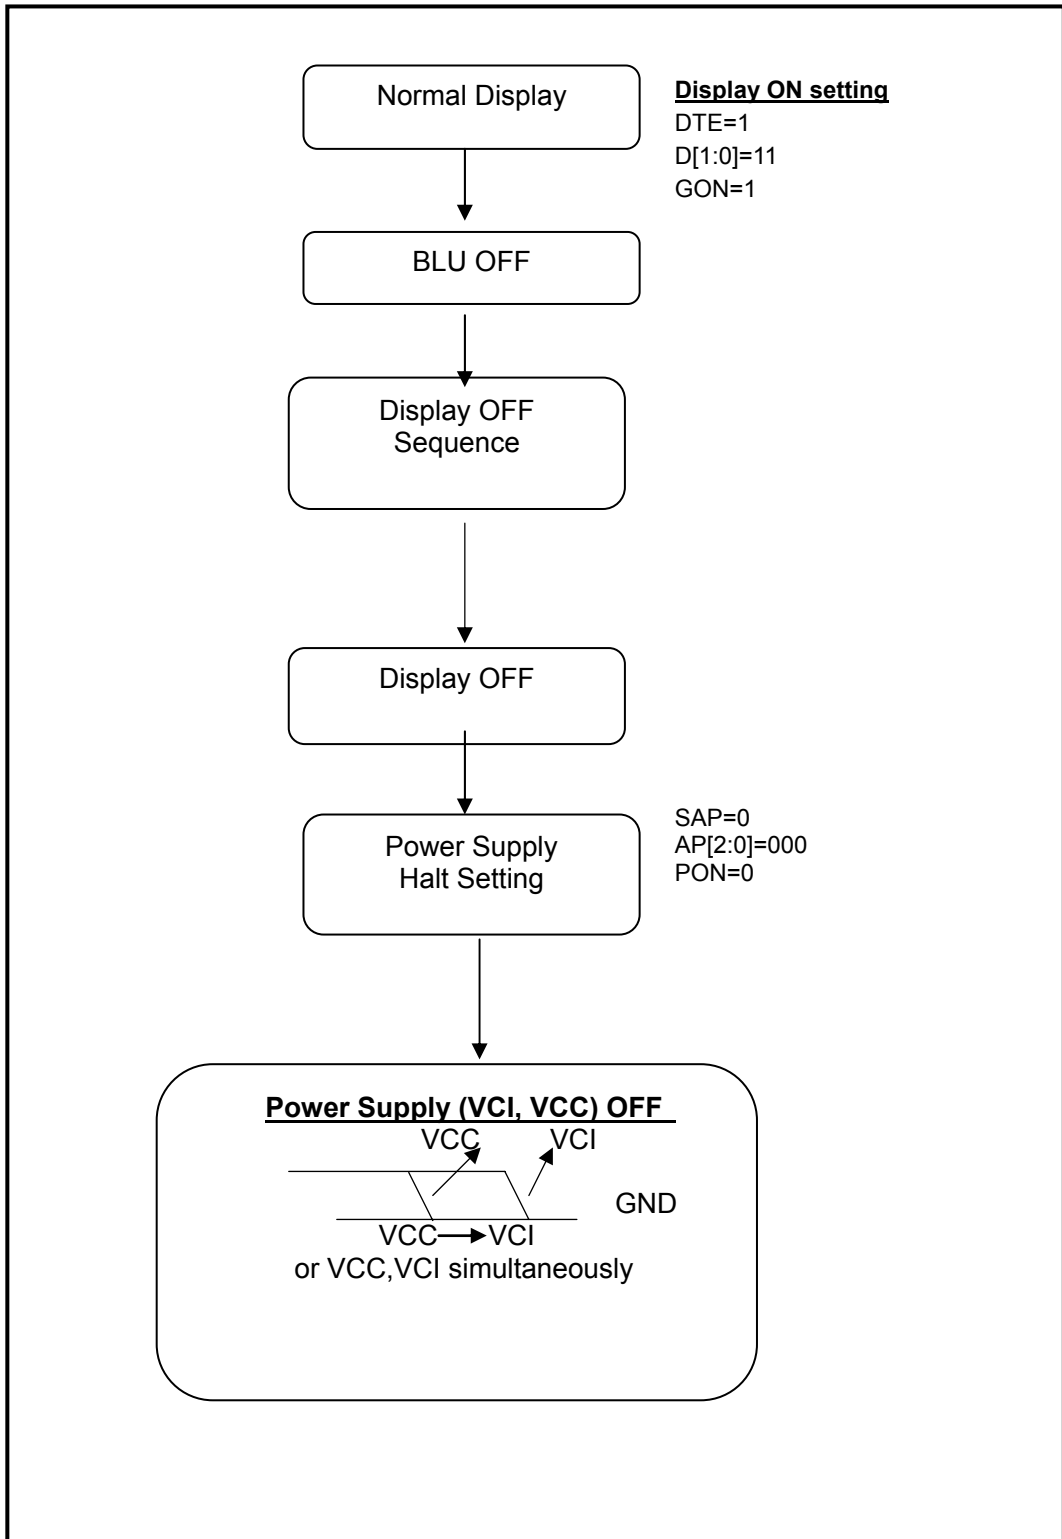 Normal Display
Display ON setting
DTE=1
D[1:0]=11
GON=1
BLU OFF
Display OFF
Sequence
Display OFF
Power Supply
Halt Setting
SAP=0
AP[2:0]=000
PON=0
Power Supply (VCI, VCC) OFF
VCC VCI
GND
VCC VCI
or VCC,VCI simultaneously